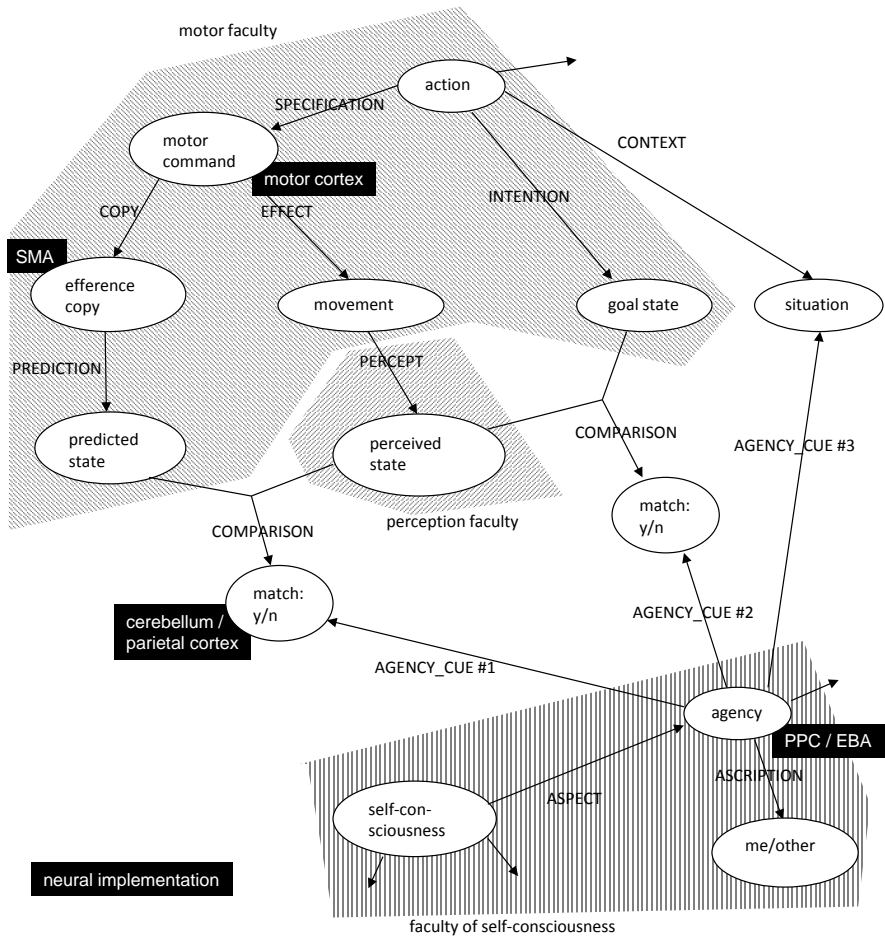 motor faculty
action
SPECIFICATION
motor
command
CONTEXT
motor cortex
INTENTION
COPY
EFFECT
SMA
efference
copy
movement
goal state
situation
PREDICTION
PERCEPT
predicted
state
perceived
state
COMPARISON
AGENCY_CUE #3
match:
y/n
perception faculty
COMPARISON
match:
y/n
cerebellum /
parietal cortex
AGENCY_CUE #2
AGENCY_CUE #1
agency
PPC / EBA
ASCRIPTION
ASPECT
self-con-
sciousness
me/other
neural implementation
faculty of self-consciousness